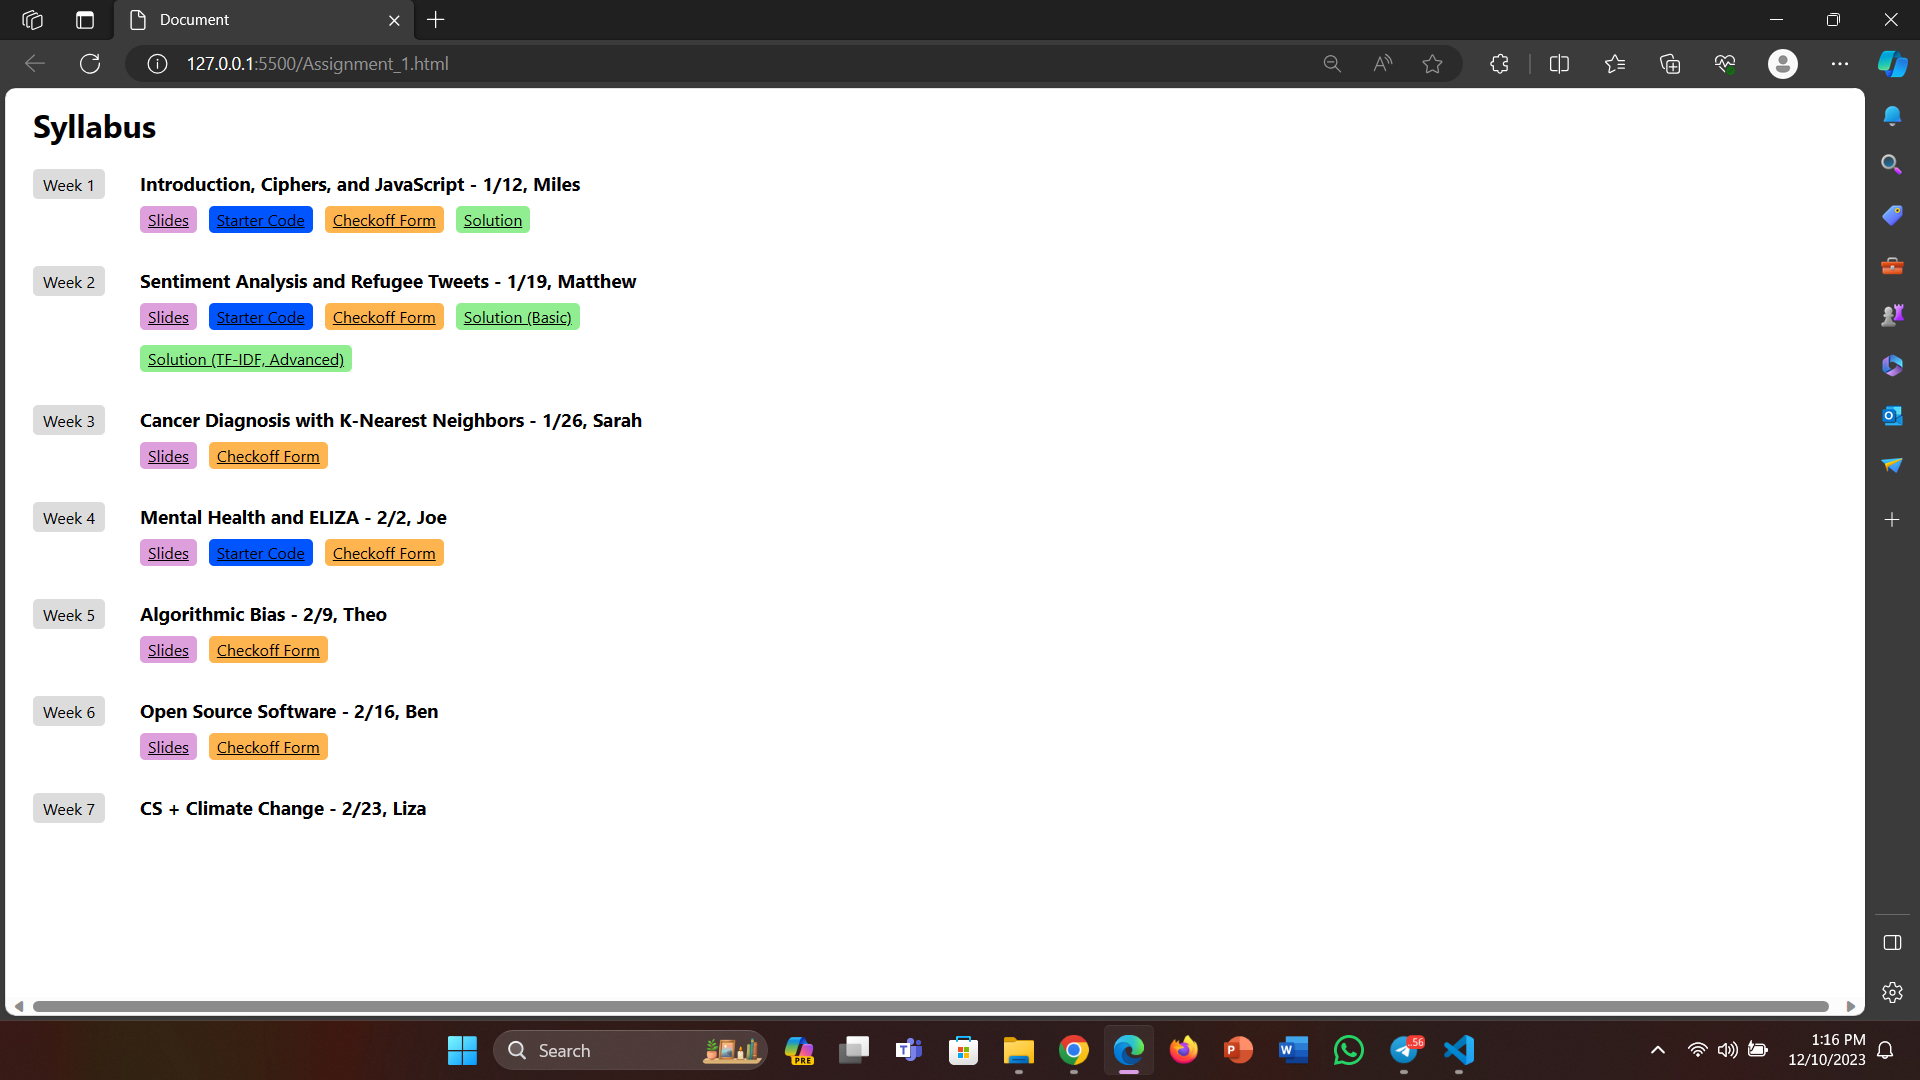 Document
127.0.0.1:5500/Assignment_1.html
Syllabus
Week 1 Introduction, Ciphers, and JavaScript - 1/12, Miles
Slides Starter Code Checkoff Form Solution
Week 2 Sentiment Analysis and Refugee Tweets - 1/19, Matthew
Slides Starter Code Checkoff Form Solution (Basic)
Solution (TF-IDF, Advanced)
Week 3 Cancer Diagnosis with K-Nearest Neighbors - 1/26, Sarah
Slides Checkoff Form
Week 4 Mental Health and ELIZA - 2/2, Joe
Slides Starter Code Checkoff Form
Week 5 Algorithmic Bias - 2/9, Theo
Slides Checkoff Form
Week 6 Open Source Software - 2/16, Ben
Slides Checkoff Form
Week 7 CS + Climate Change - 2/23, Liza
Search PRE T P W .56 1:16 PM
12/10/2023